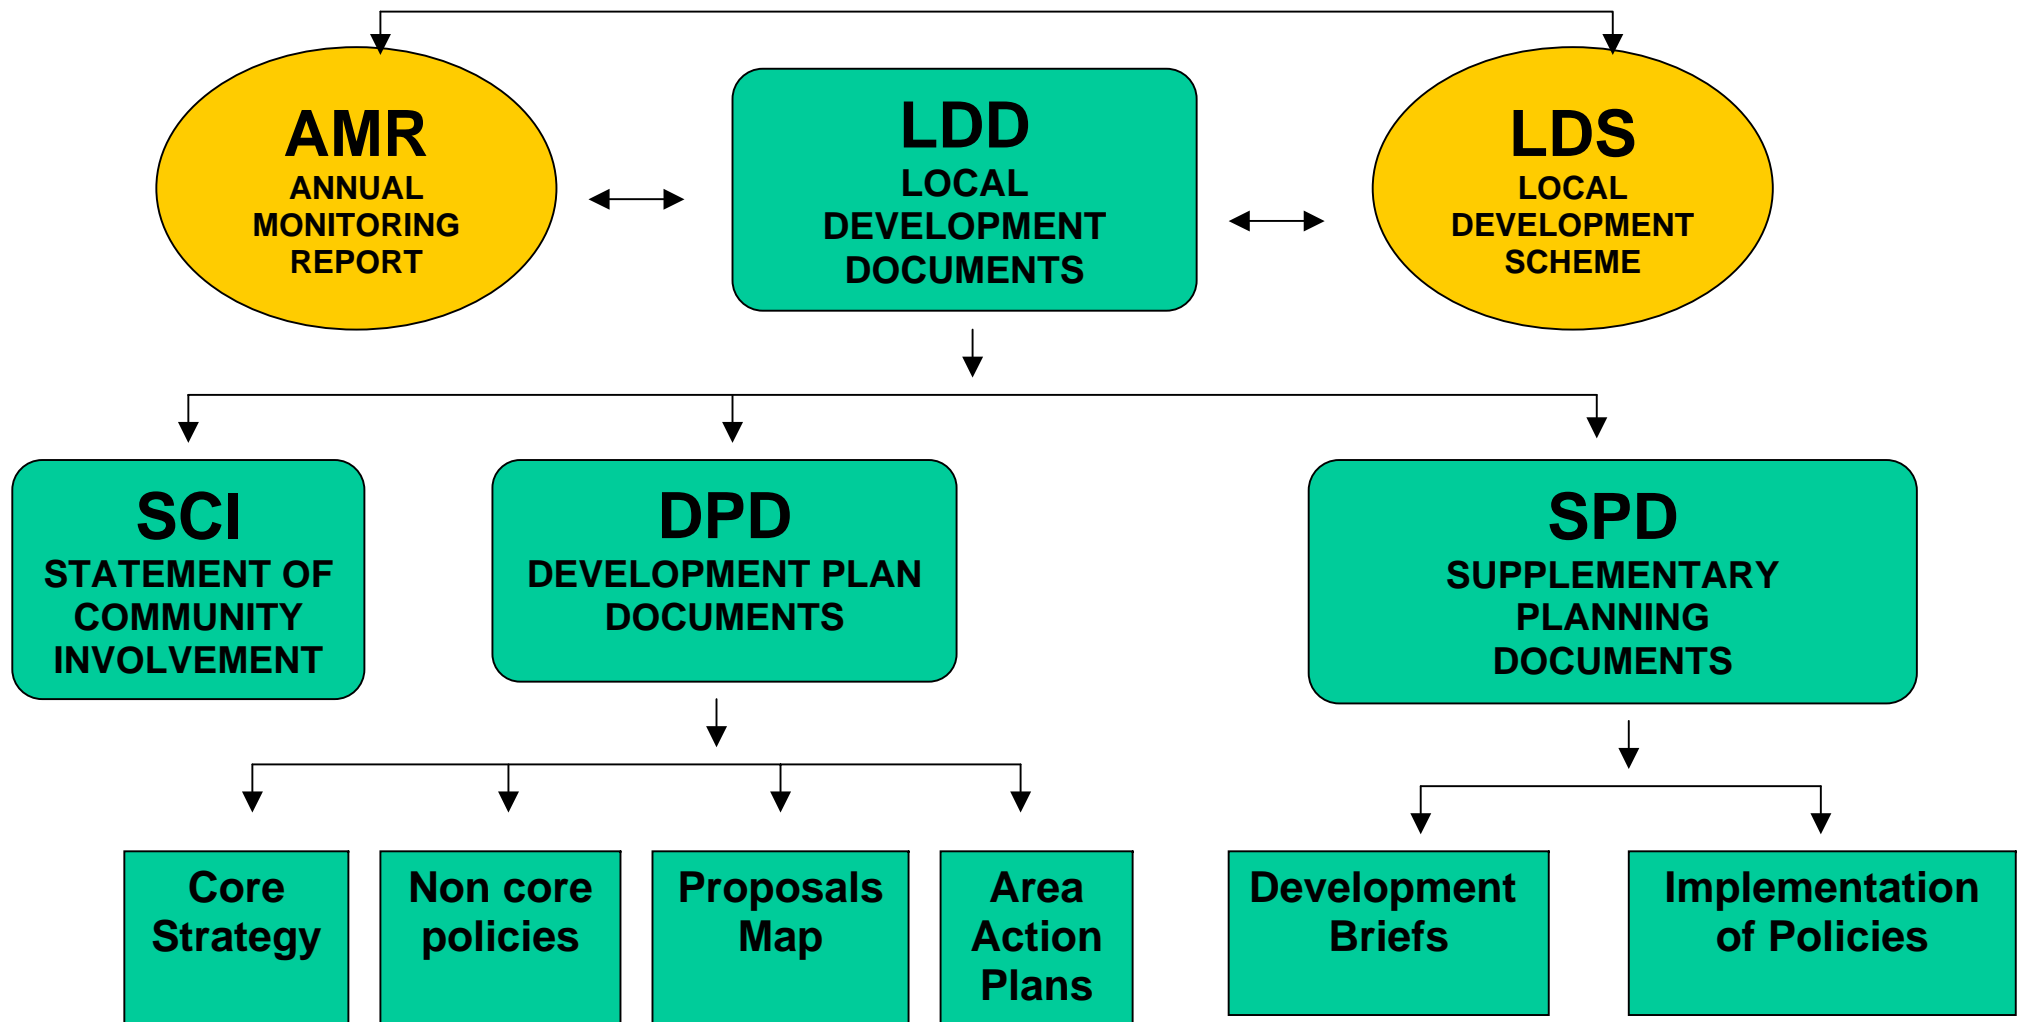 AMR
ANNUAL
MONITORING
REPORT
LDD
LOCAL
DEVELOPMENT
DOCUMENTS
LDS
LOCAL
DEVELOPMENT
SCHEME
SCI
STATEMENT OF
COMMUNITY
INVOLVEMENT
DPD
DEVELOPMENT PLAN
DOCUMENTS
SPD
SUPPLEMENTARY
PLANNING
DOCUMENTS
Core
Strategy
Non core
policies
Proposals
Map
Area
Action
Plans
Development
Briefs
Implementation
of Policies